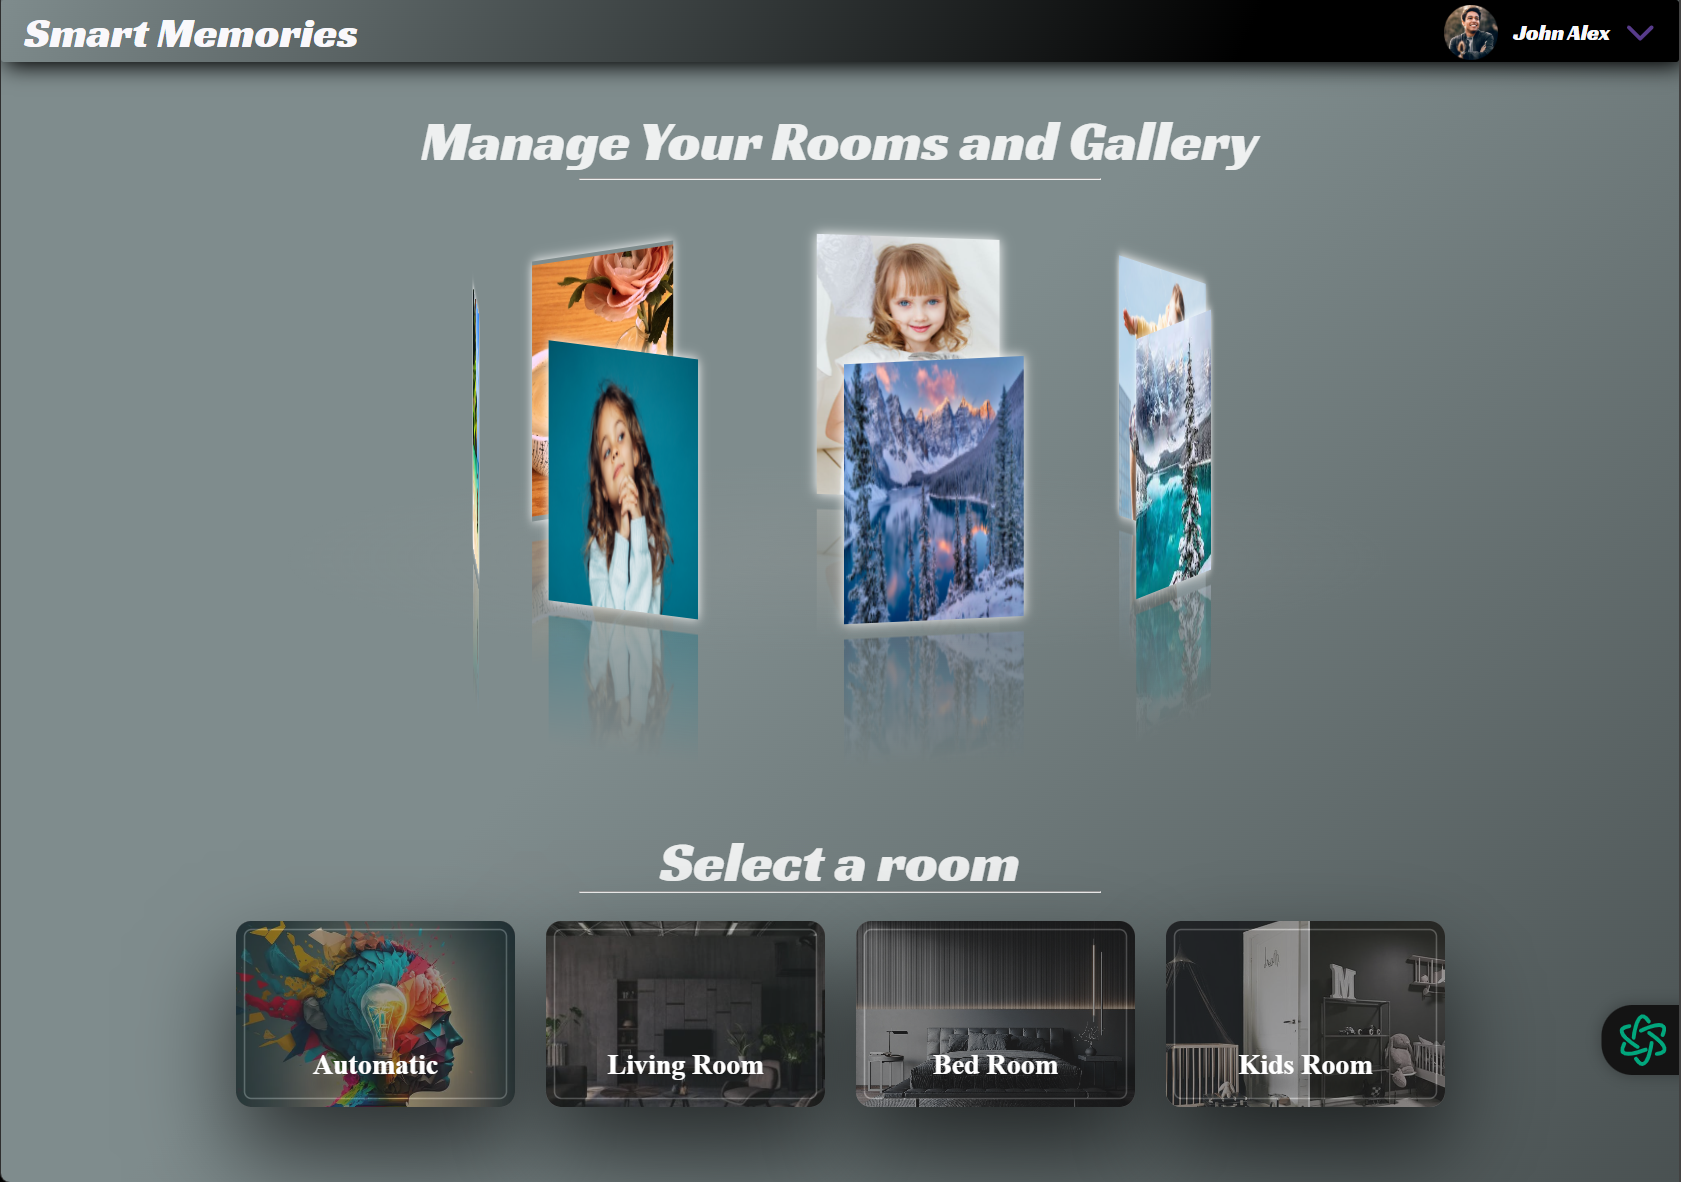 Smart Memories
John Alex
Manage Your Rooms and Gallery
Select a room
Automatic
Living Room
Bed Room
Kids Room
M